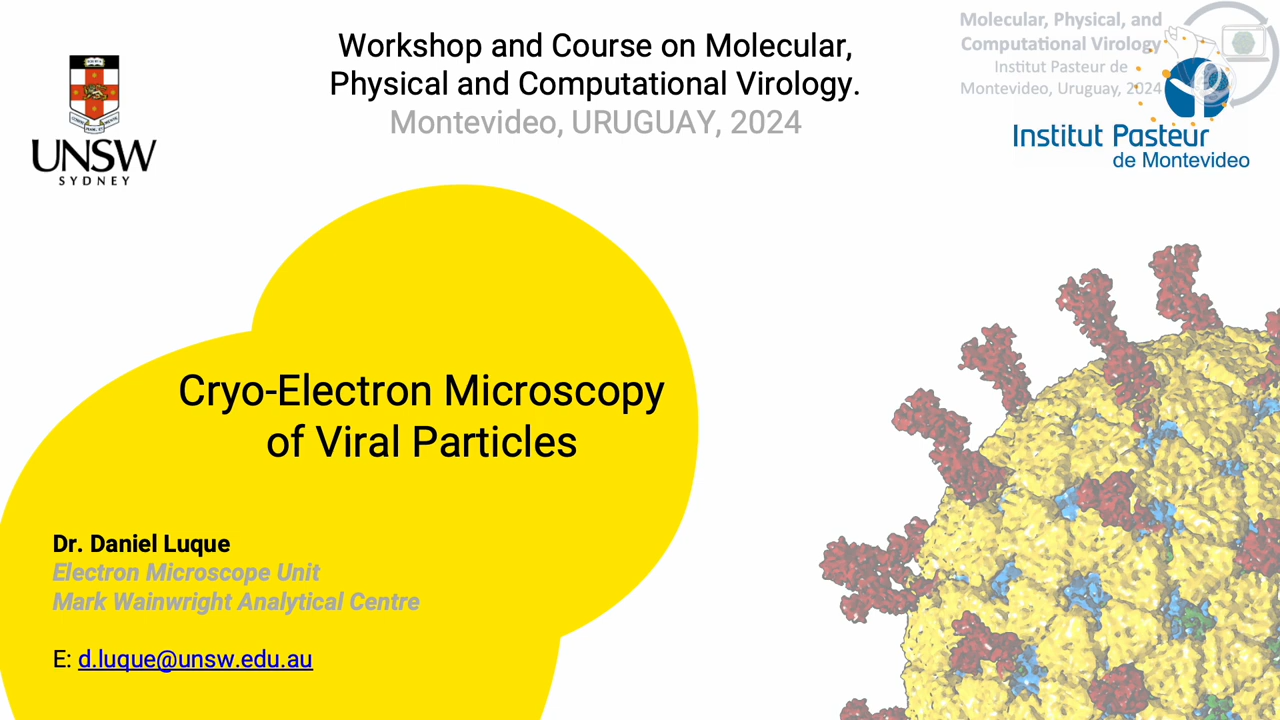 Workshop and Course on Molecular,
Physical and Computational Virology.
Montevideo, URUGUAY, 2024
UNSW
SYDNEY
Molecular, Physical, and
Computational Virology
Institut Pasteur de
Montevideo, Uruguay, 2024
Institut Pasteur
de Montevideo
Cryo-Electron Microscopy
of Viral Particles
Dr. Daniel Luque
Electron Microscope Unit
Mark Wainwright Analytical Centre
E: d.luque@unsw.edu.au